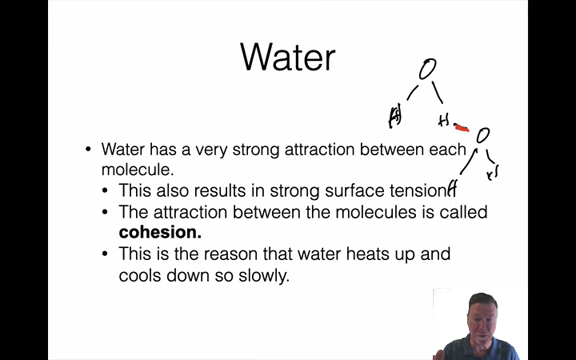 Water
O
H
H
O
H
H
• Water has a very strong attraction between each
molecule.
• This also results in strong surface tension
• The attraction between the molecules is called
cohesion.
• This is the reason that water heats up and
cools down so slowly.